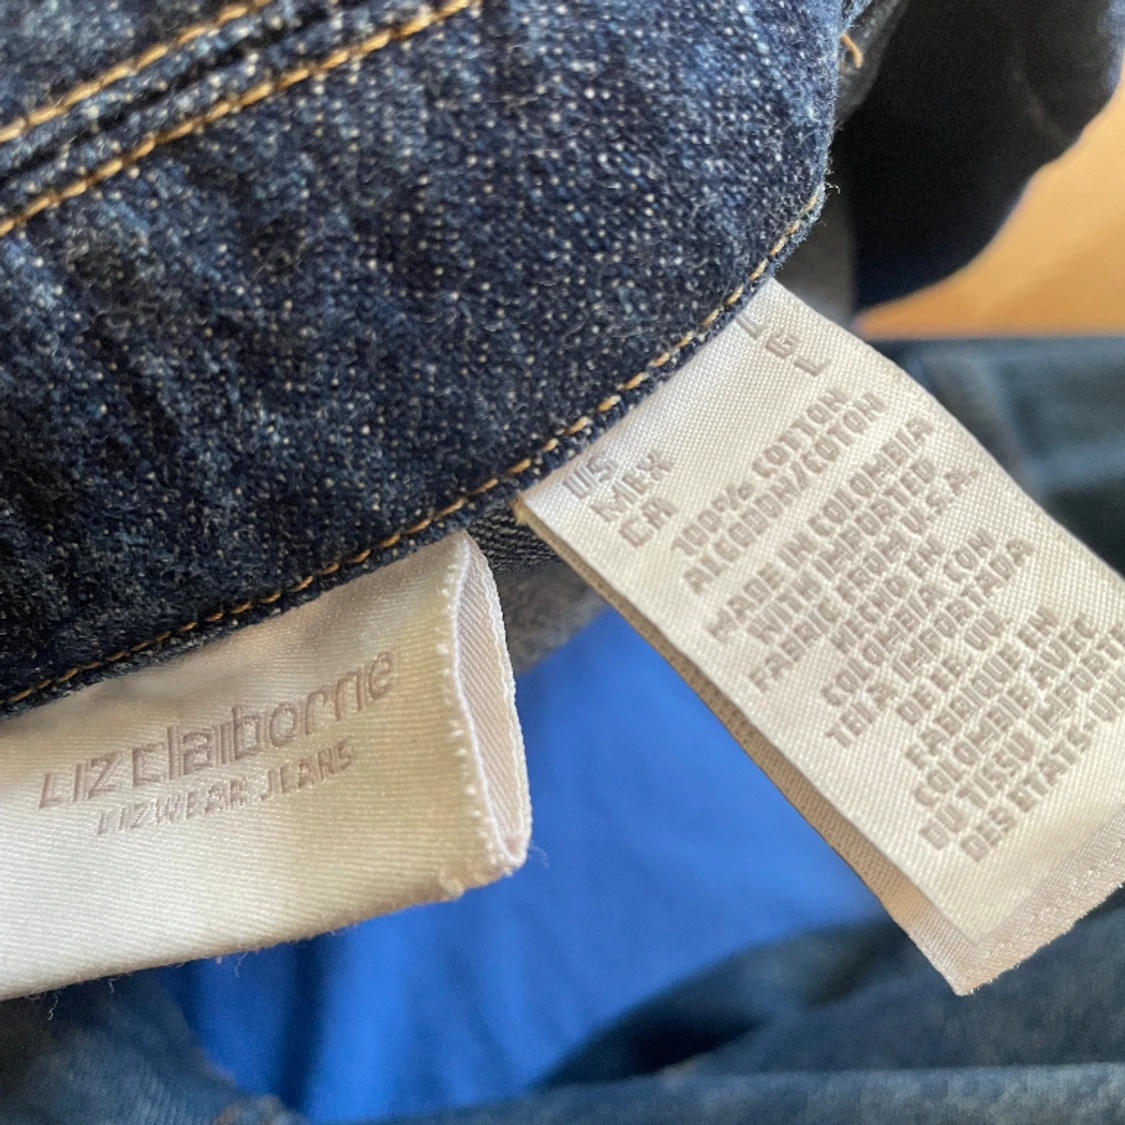 LIZ claiborne
LIZWEAR JEANS
US
MEX
CA
100% COTTON
ALGODON/COTON
MADE IN COLOMBIA
WITH IMPORTED
FABRIC FROM U.S.A
HECHO EN
COLOMBIA CON
TELA IMPORTADA
DE EE UU
FABRIQUE EN
COLOMBIE AVEC
DU TISSU IMPORTE
DES ETATS-UNI